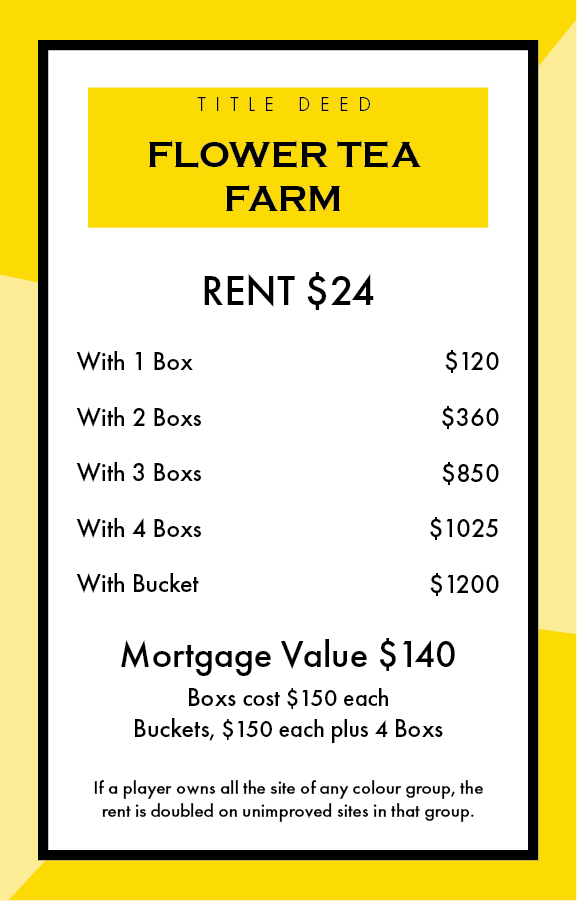 TITLE DEED
FLOWER TEA
FARM
RENT $24
With 1 Box $120
With 2 Boxs $360
With 3 Boxs $850
With 4 Boxs $1025
With Bucket $1200
Mortgage Value $140
Boxs cost $150 each
Buckets, $150 each plus 4 Boxs
If a player owns all the site of any colour group, the
rent is doubled on unimproved sites in that group.